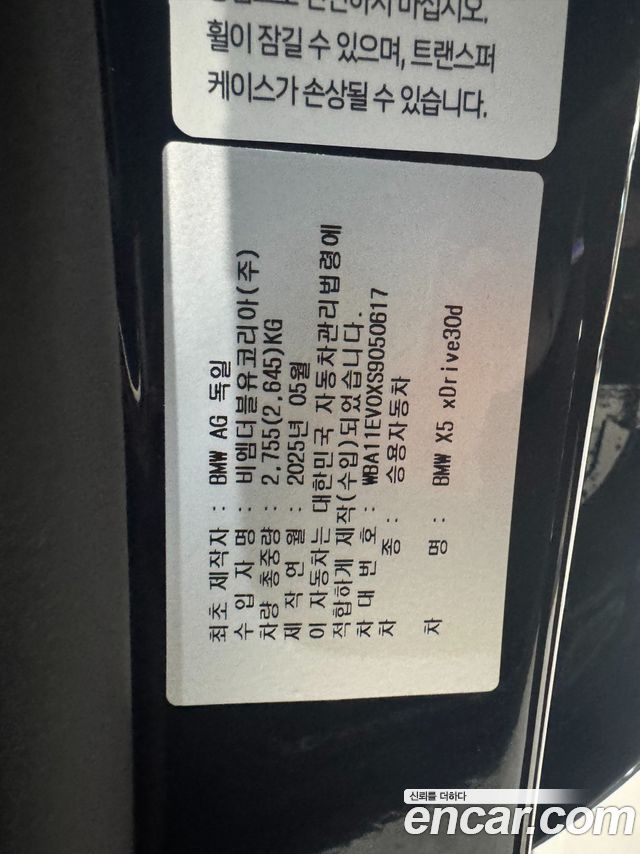 휠이 잠길 수 있으며, 트랜스퍼
케이스가 손상될 수 있습니다.
최초 제작자 : BMW AG 독일
수 입 자 명 : 비엠더블유코리아(주)
차량 총중량 : 2,755(2,645)KG
제 작 연 월 : 2025년 05월
이 자동차는 대한민국 자동차관리법령에
적합하게 제작(수입)되었습니다.
차 대 번 호 : WBA11EV0XS9050617
차 종 : 승용자동차
차 명 : BMW X5 xDrive30d
신뢰를 더하다
encar.com